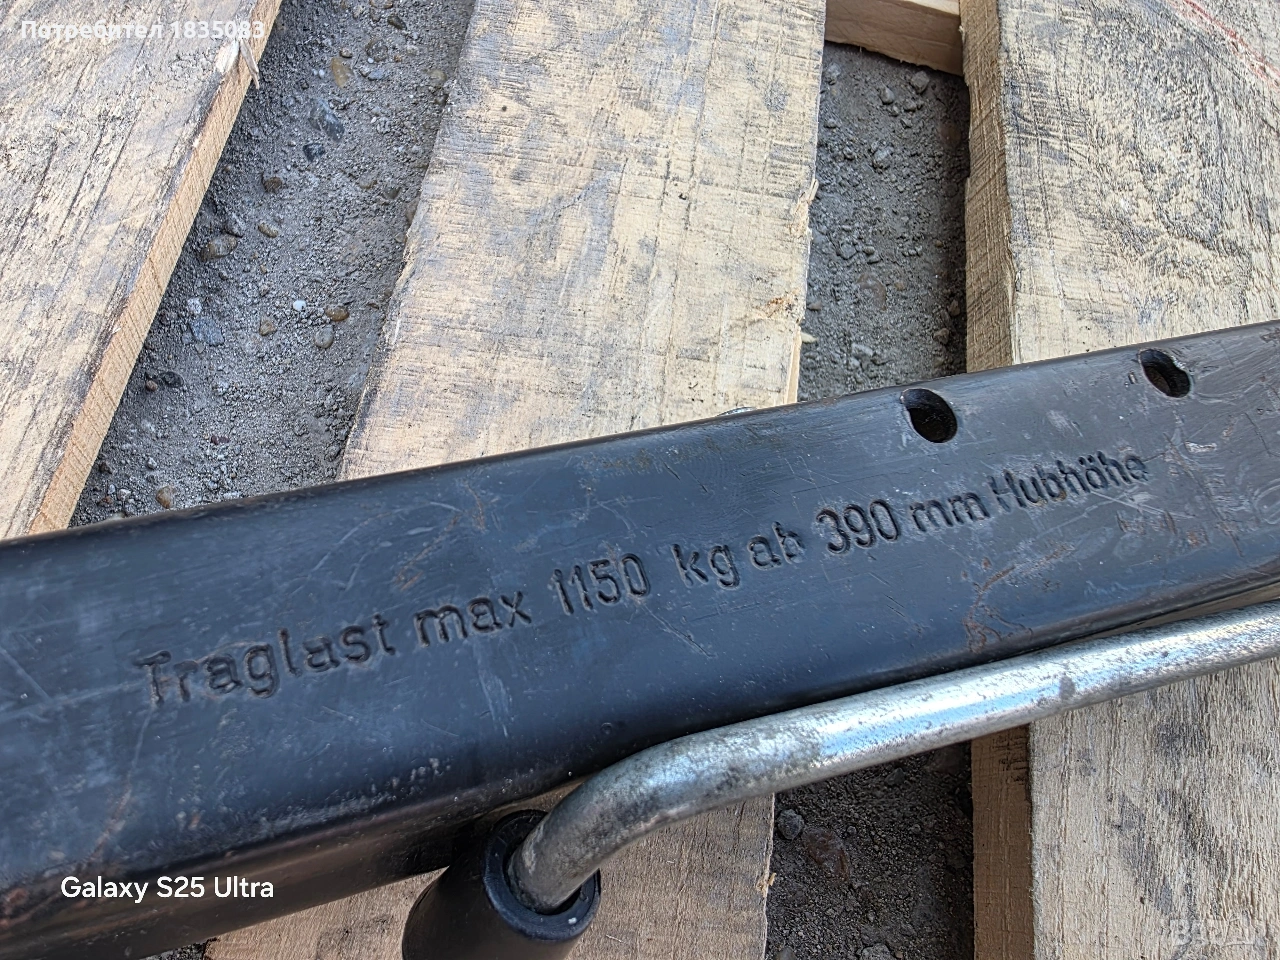 Потребител 1835083
Traglast max 1150 kg ab 390 mm Hubhöhe
Galaxy S25 Ultra